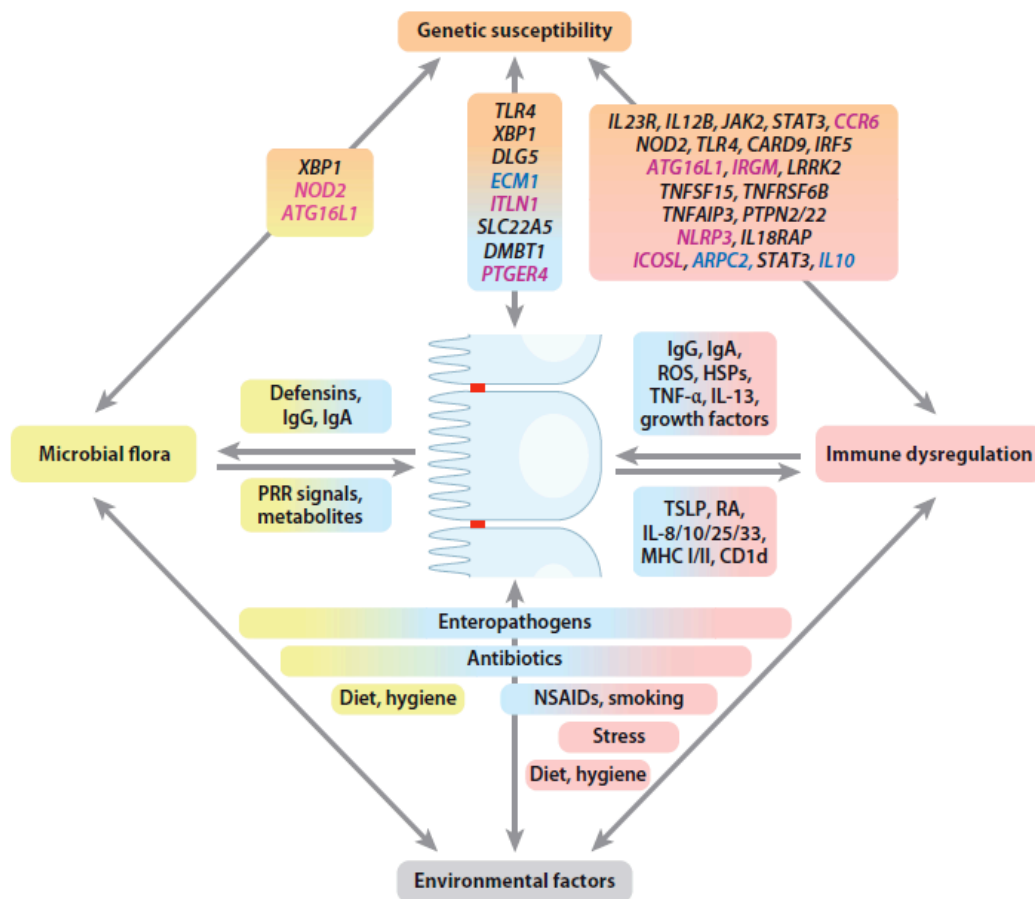 Genetic susceptibility
XBP1
NOD2
ATG16L1
TLR4
XBP1
DLG5
ECM1
ITLN1
SLC22A5
DMBT1
PTGER4
IL23R, IL12B, JAK2, STAT3, CCR6
NOD2, TLR4, CARD9, IRF5
ATG16L1, IRGM, LRRK2
TNFSF15, TNFRSF6B
TNFAIP3, PTPN2/22
NLRP3, IL18RAP
ICOSL, ARPC2, STAT3, IL10
Defensins,
IgG, IgA
IgG, IgA,
ROS, HSPs,
TNF-α, IL-13,
growth factors
Microbial flora
Immune dysregulation
PRR signals,
metabolites
TSLP, RA,
IL-8/10/25/33,
MHC I/II, CD1d
Enteropathogens
Antibiotics
Diet, hygiene
NSAIDs, smoking
Stress
Diet, hygiene
Environmental factors